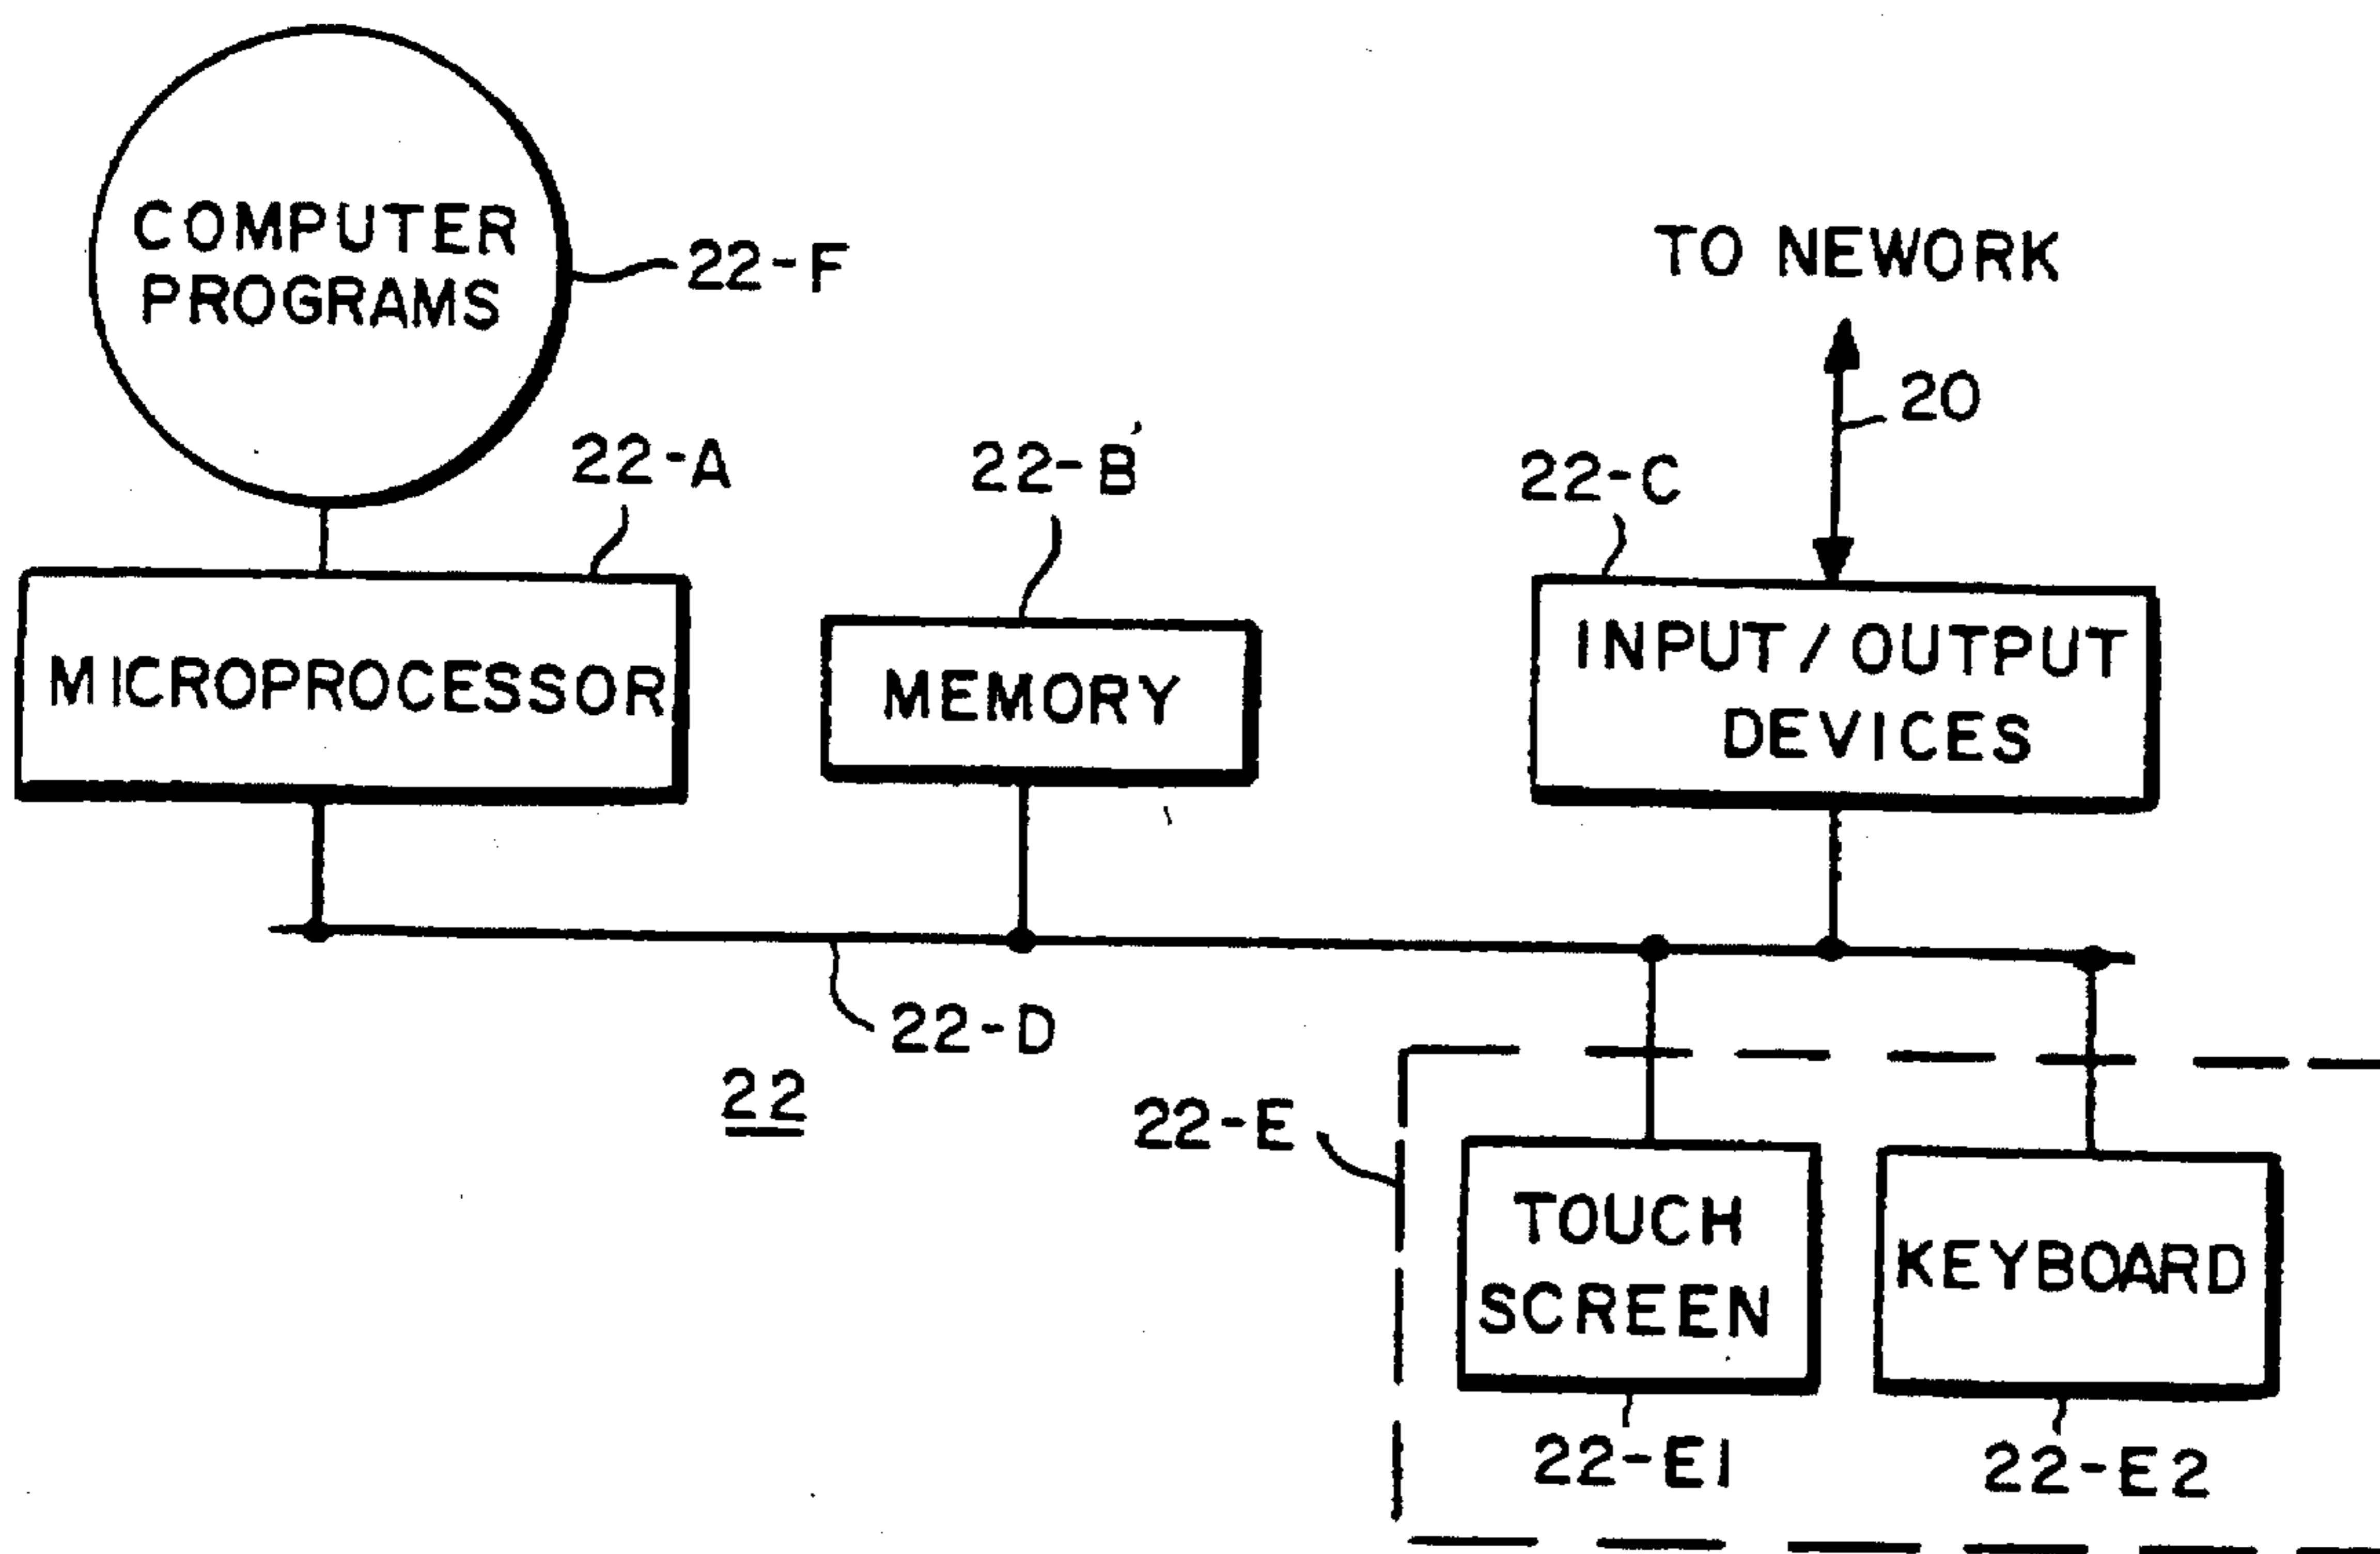 COMPUTER
PROGRAMS
22-F
TO NEWORK
20
22-A
22-B
22-C
MICROPROCESSOR
MEMORY
INPUT/OUTPUT
DEVICES
22-D
22
22-E
TOUCH
SCREEN
KEYBOARD
22-E1
22-E2